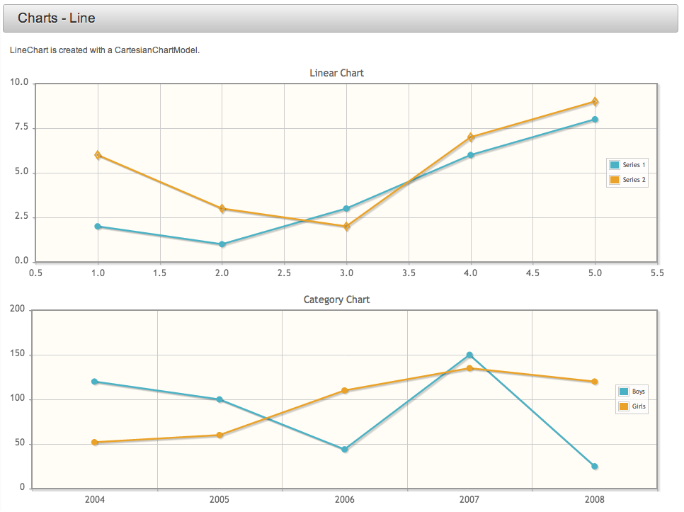 Charts - Line
LineChart is created with a CartesianChartModel.
Linear Chart
10.0
7.5
5.0
2.5
0.0
0.5 1.0 1.5 2.0 2.5 3.0 3.5 4.0 4.5 5.0 5.5
Series 1
Series 2
Category Chart
200
150
100
50
0
2004 2005 2006 2007 2008
Boys
Girls